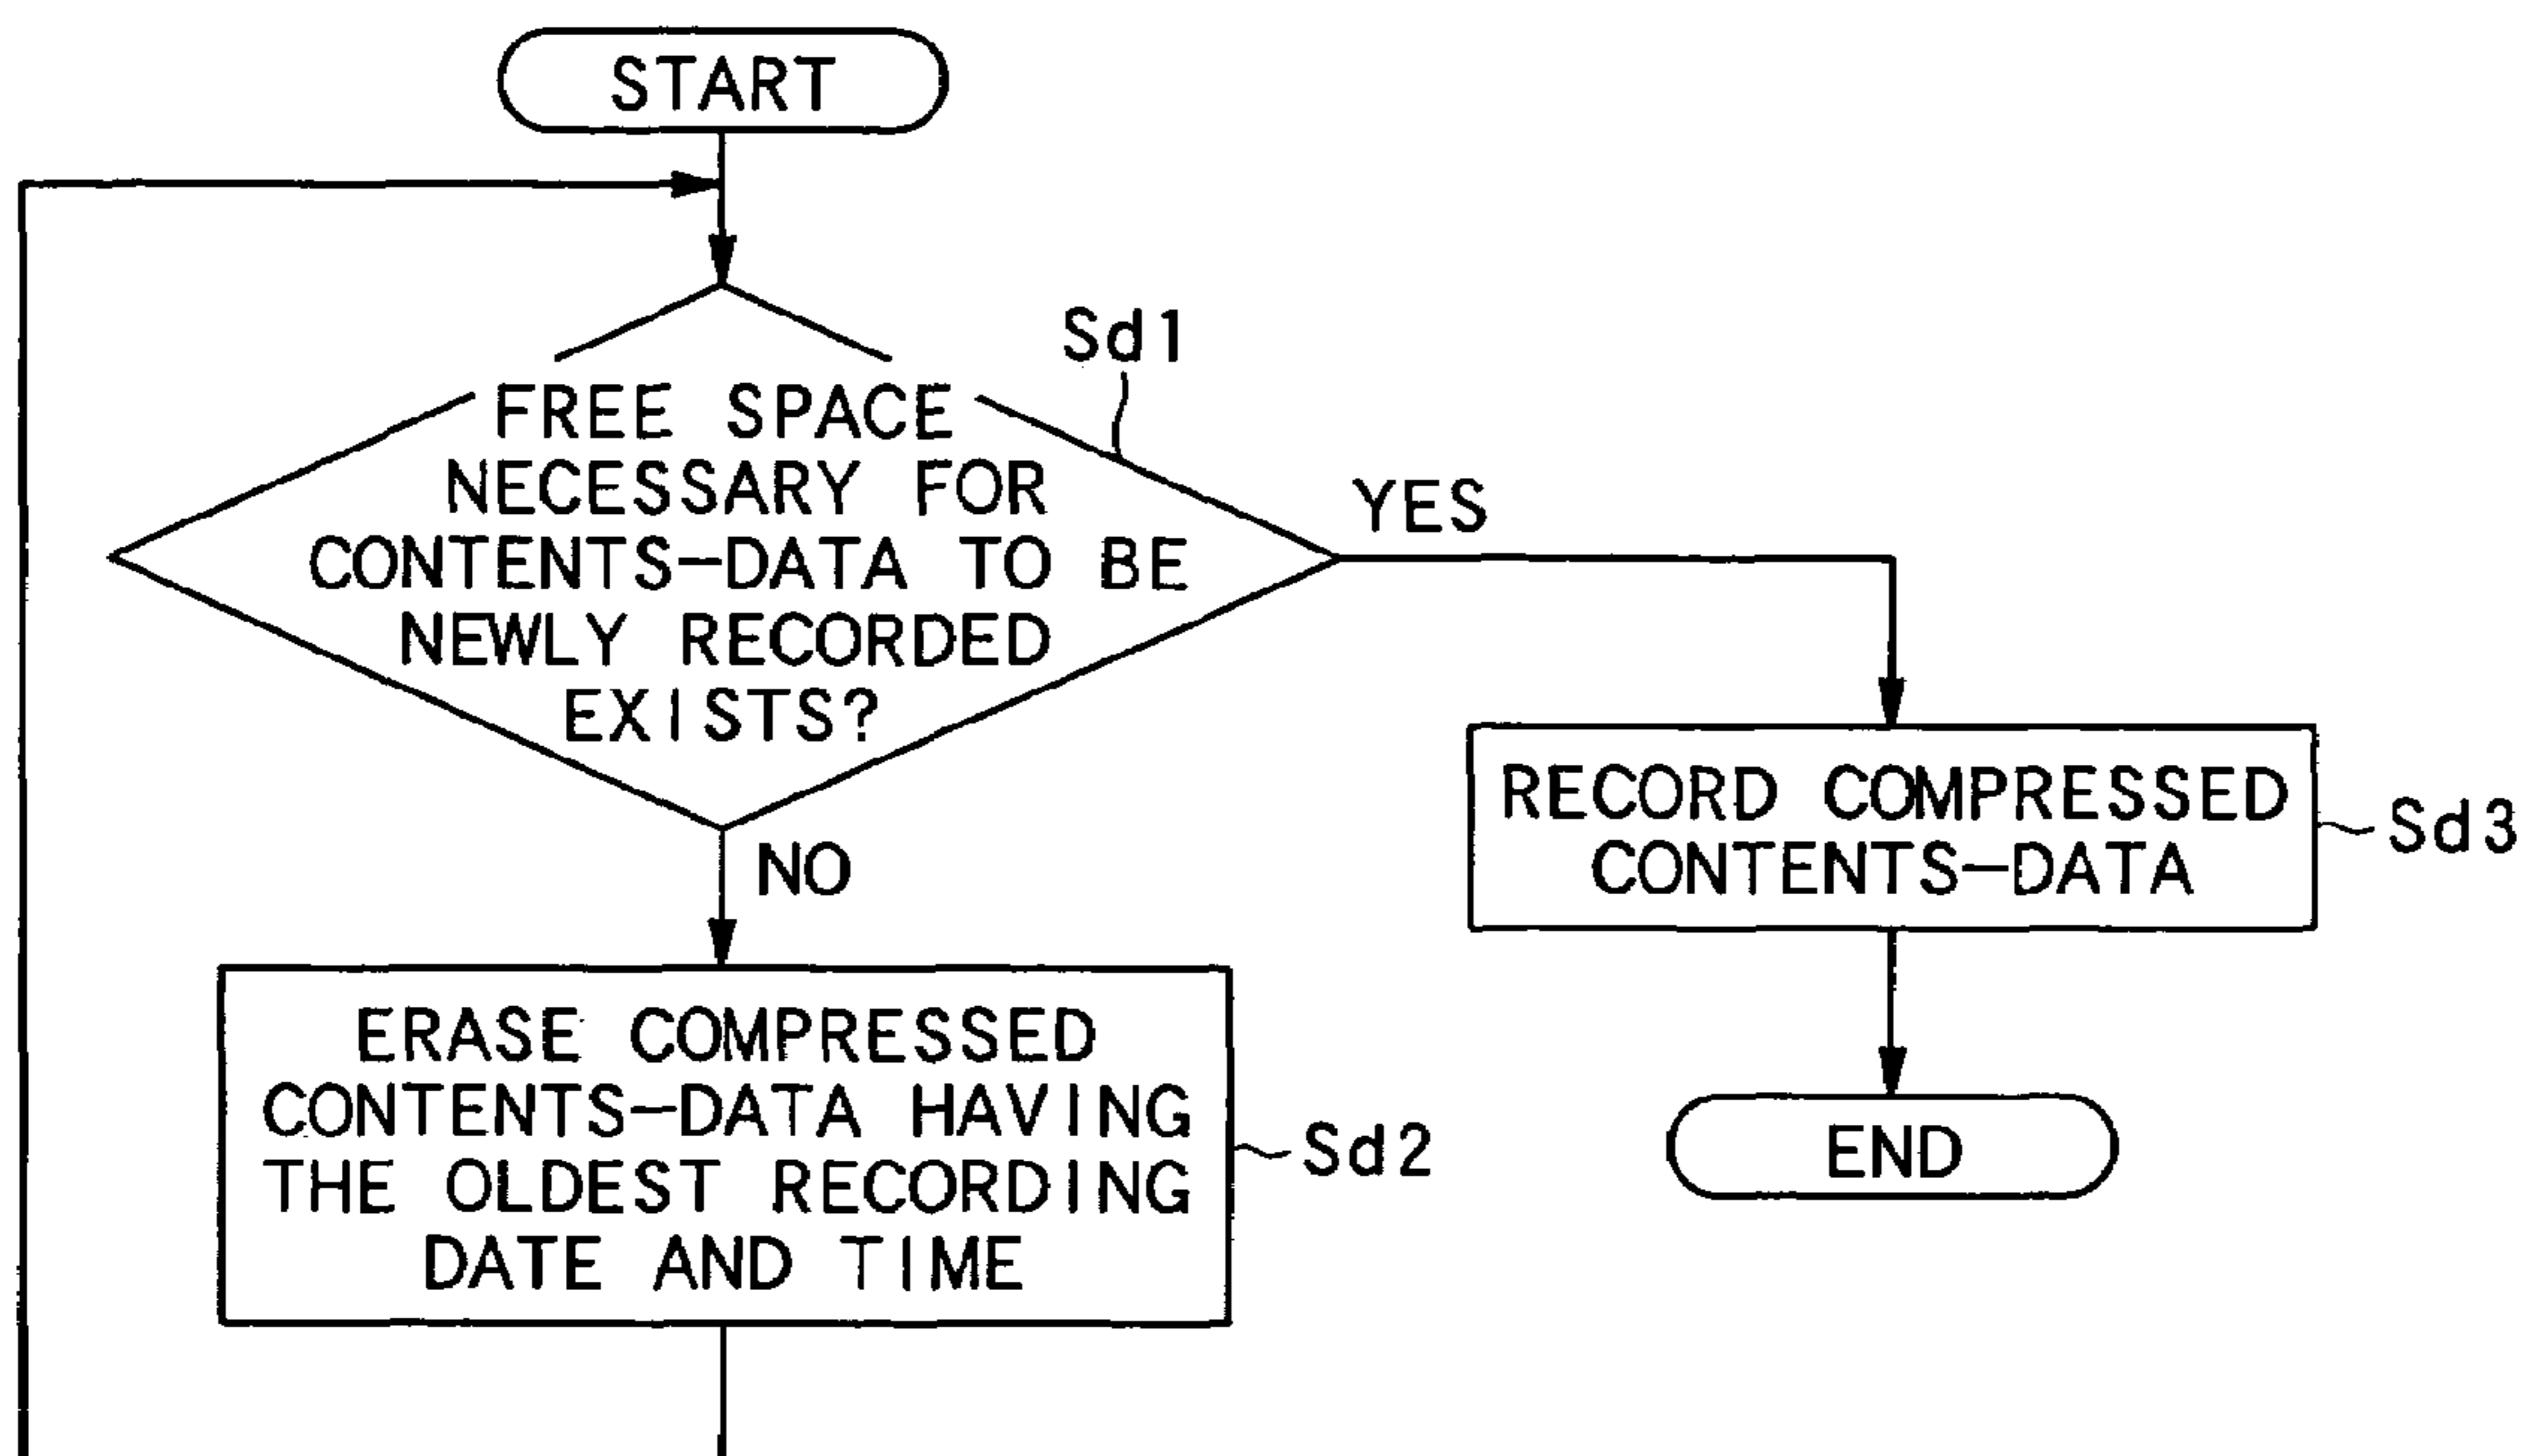 START
Sd1
FREE SPACE
NECESSARY FOR
CONTENTS-DATA TO BE
NEWLY RECORDED
EXISTS?
YES
NO
RECORD COMPRESSED
CONTENTS-DATA
Sd3
ERASE COMPRESSED
CONTENTS-DATA HAVING
THE OLDEST RECORDING
DATE AND TIME
Sd2
END